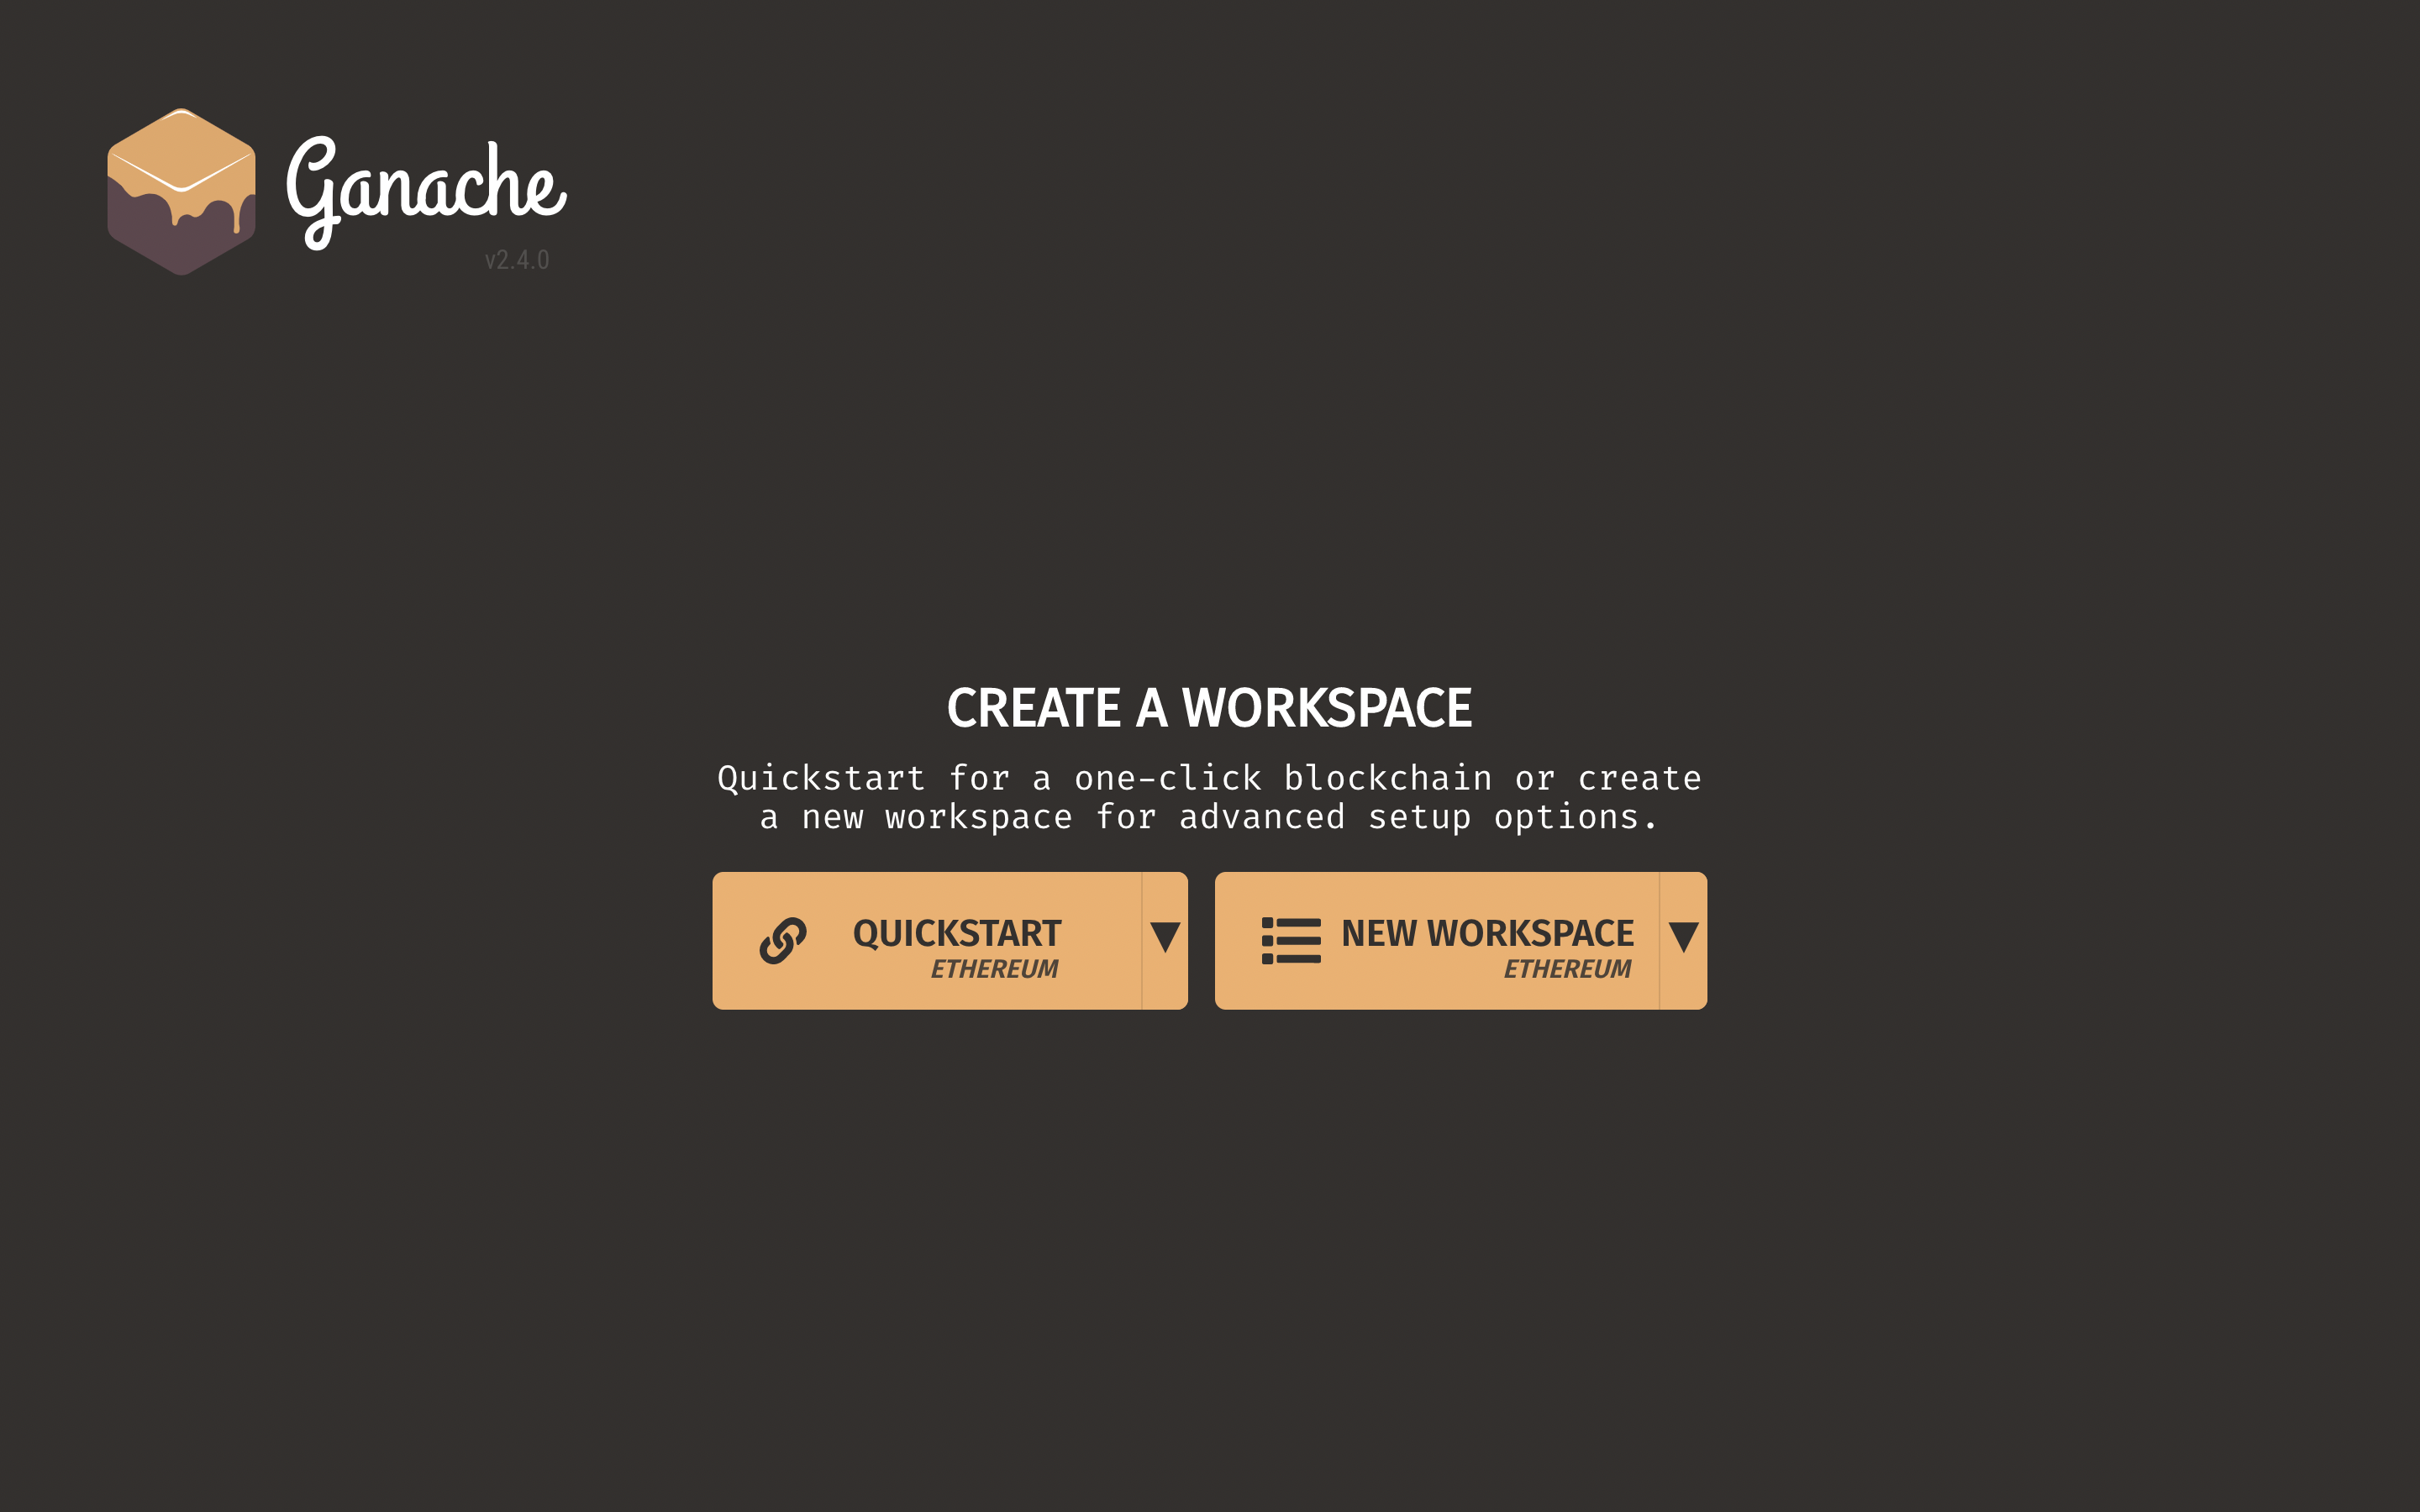 Ganache
v2.4.0
CREATE A WORKSPACE
Quickstart for a one-click blockchain or create
a new workspace for advanced setup options.
QUICKSTART
ETHEREUM
NEW WORKSPACE
ETHEREUM